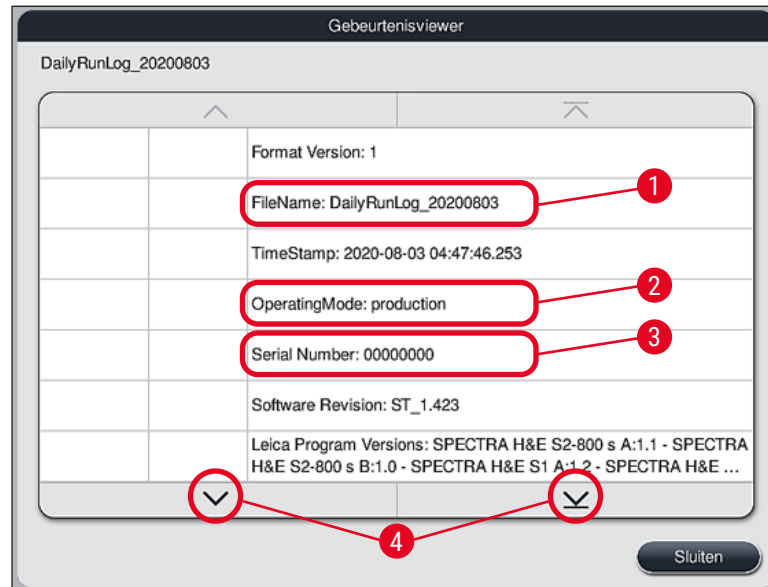 Gebeurtenisviewer
DailyRunLog_20200803
Format Version: 1
FileName: DailyRunLog_20200803
1
TimeStamp: 2020-08-03 04:47:46.253
OperatingMode: production
2
Serial Number: 00000000
3
Software Revision: ST_1.423
Leica Program Versions: SPECTRA H&E S2-800 s A:1.1 - SPECTRA
H&E S2-800 s B:1.0 - SPECTRA H&E S1 A:1.2 - SPECTRA H&E ...
4
Sluiten